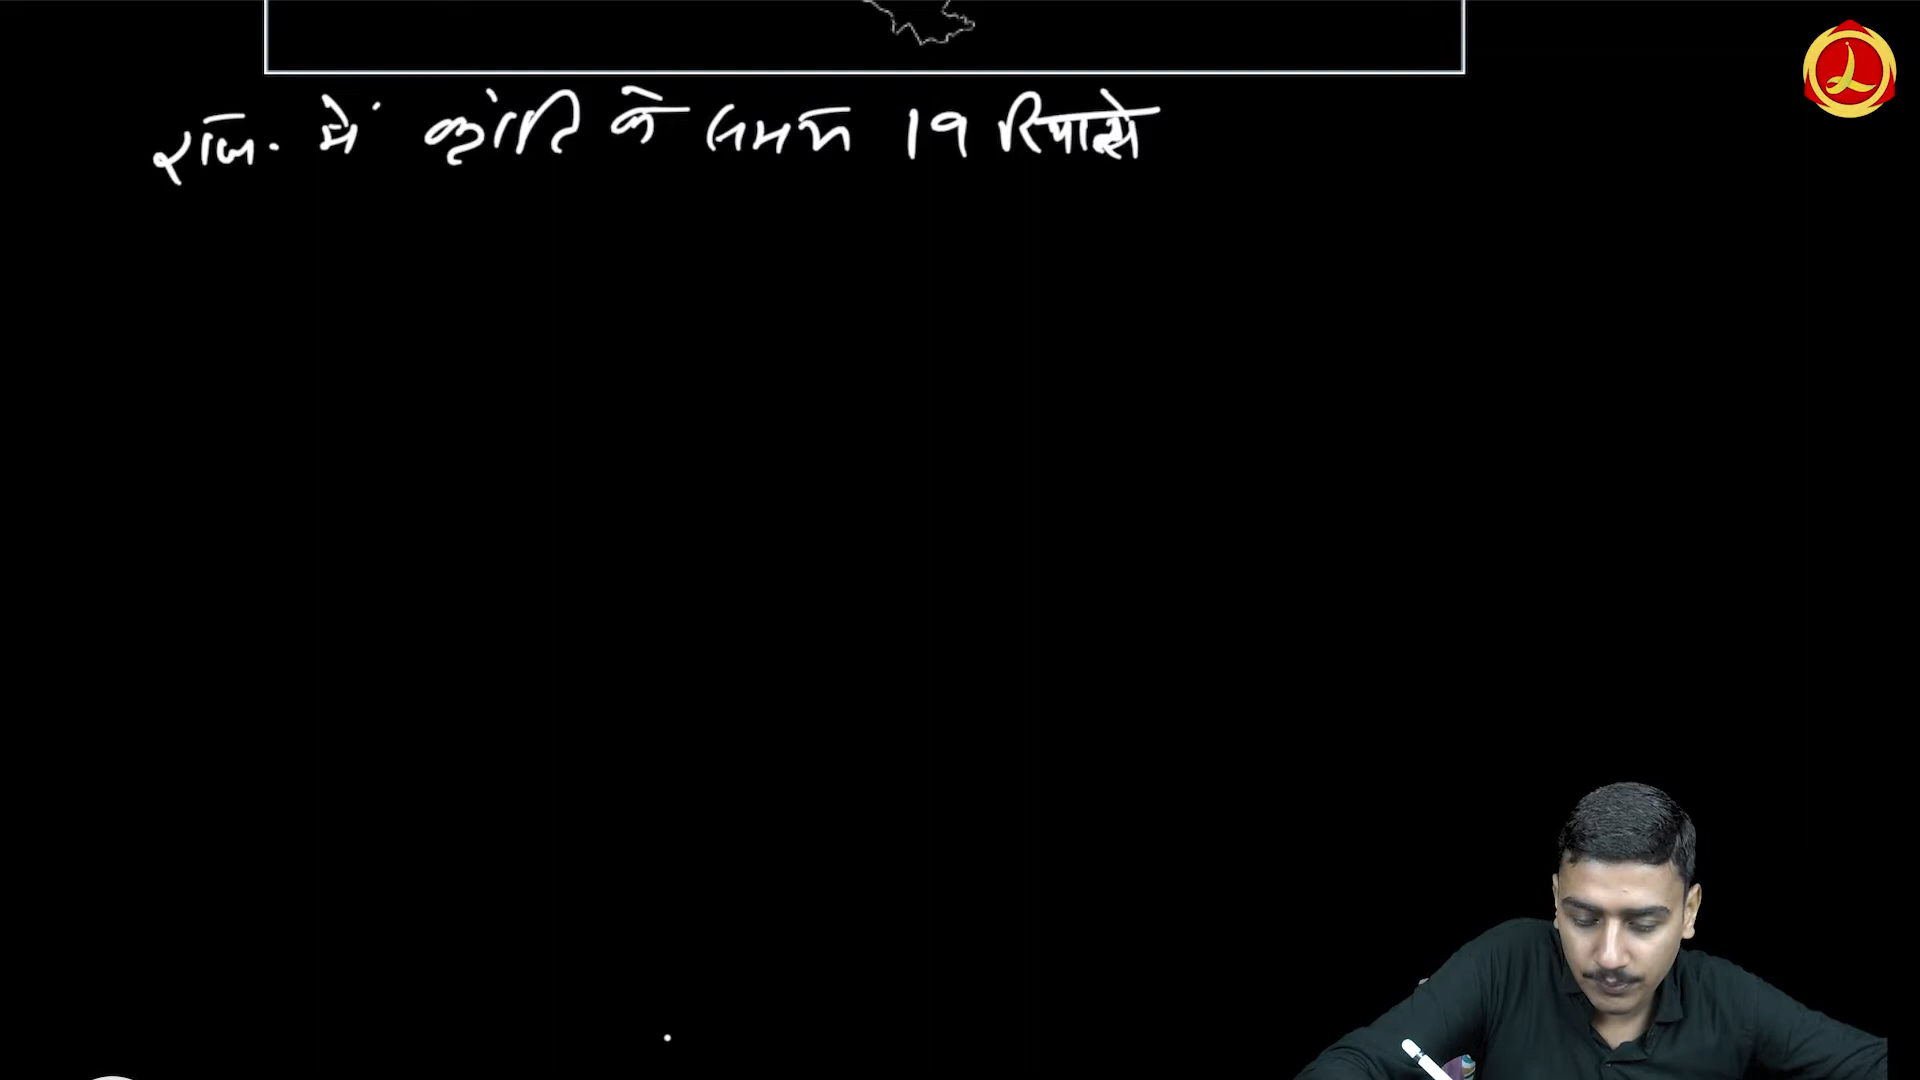 राज. में क्रांति के समय 19 रियासते